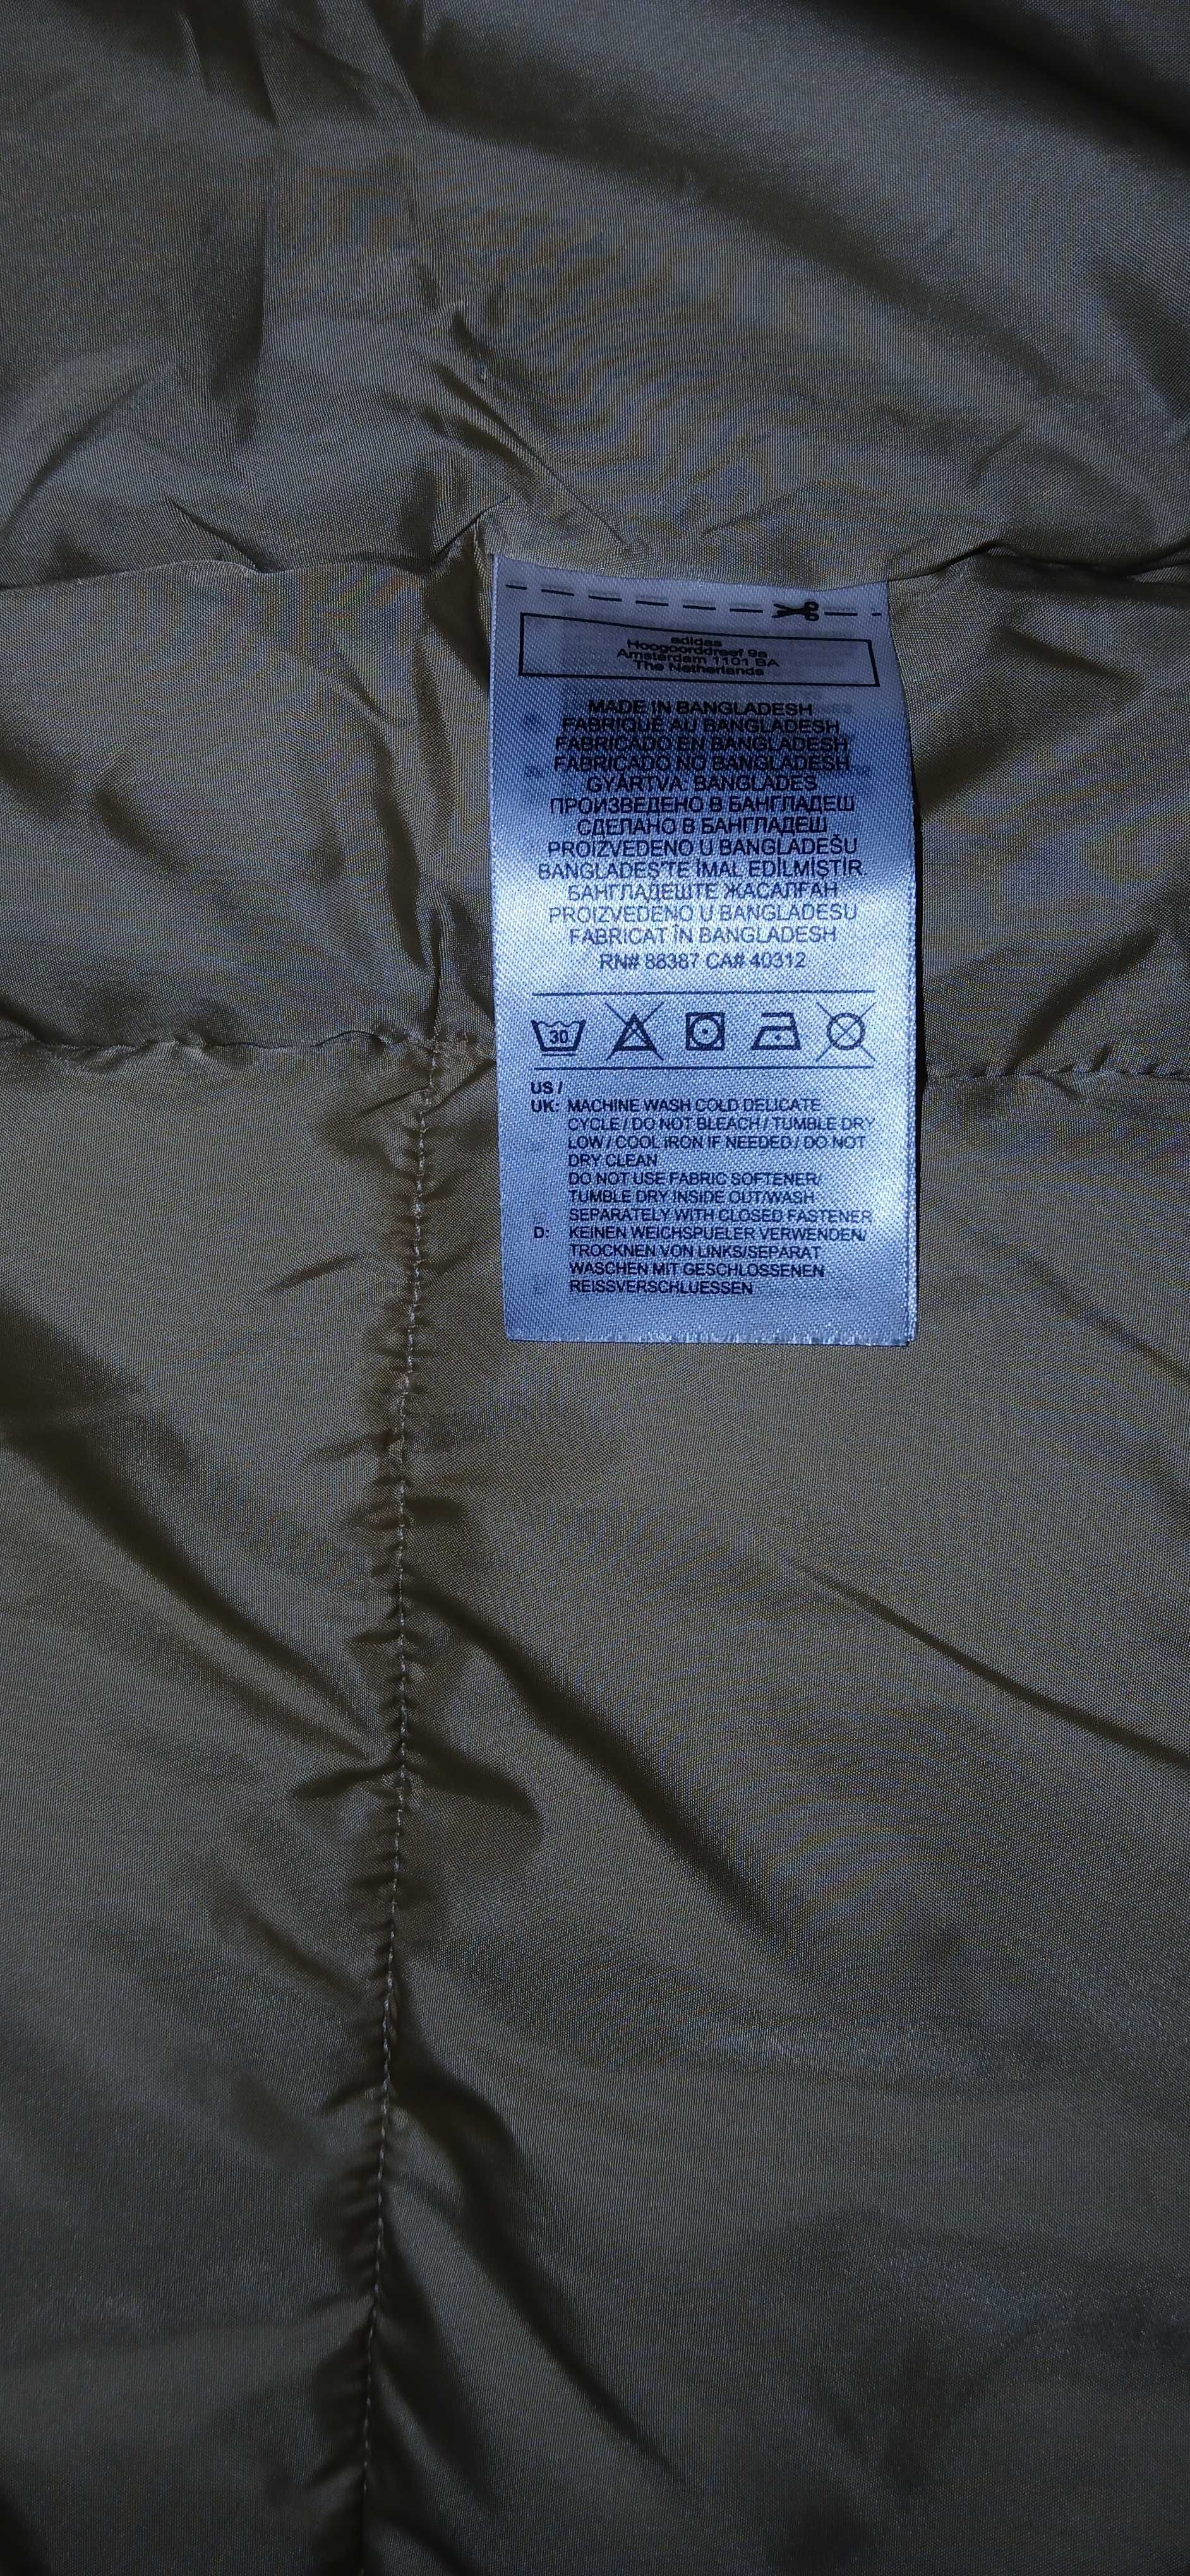 adidas
Hoogoorddreef 9a
Amsterdam 1101 BA
The Netherlands
MADE IN BANGLADESH
FABRIQUÉ AU BANGLADESH
FABRICADO EN BANGLADESH
FABRICADO NO BANGLADESH
GYÁRTVA: BANGLADES
ПРОИЗВЕДЕНО В БАНГЛАДЕШ
СДЕЛАНО В БАНГЛАДЕШ
PROIZVEDENO U BANGLADEŠU
BANGLADEŞ'TE İMAL EDİLMİŞTİR.
БАНГЛАДЕШТЕ ЖАСАЛҒАН
PROIZVEDENO U BANGLADEŠU
FABRICAT ÎN BANGLADESH
RN# 88387 CA# 40312
30
US /
UK: MACHINE WASH COLD DELICATE
CYCLE / DO NOT BLEACH / TUMBLE DRY
LOW / COOL IRON IF NEEDED / DO NOT
DRY CLEAN
DO NOT USE FABRIC SOFTENER/
TUMBLE DRY INSIDE OUT/WASH
SEPARATELY WITH CLOSED FASTENER
D: KEINEN WEICHSPUELER VERWENDEN/
TROCKNEN VON LINKS/SEPARAT
WASCHEN MIT GESCHLOSSENEN
REISSVERSCHLUESSEN